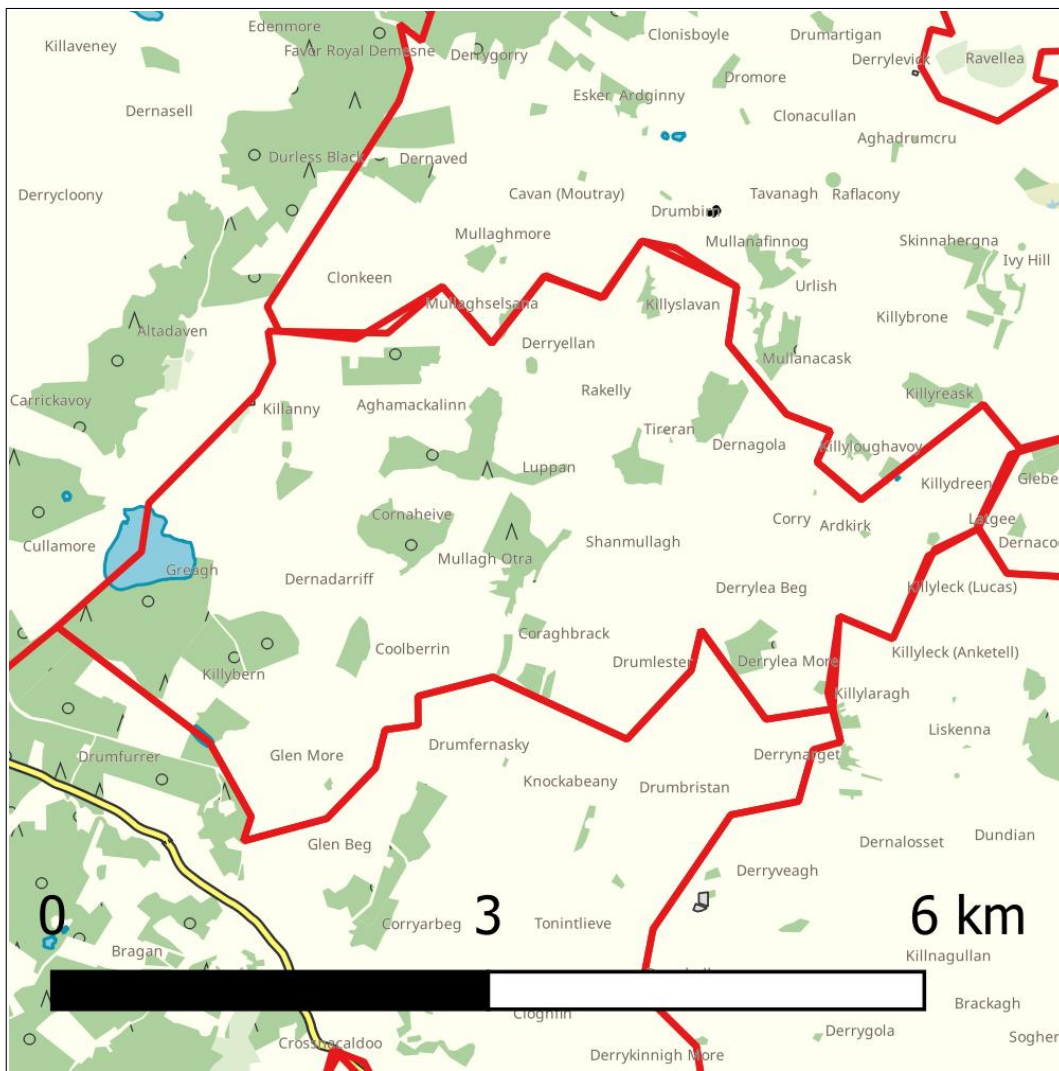 Edenmore
Killaveney
Favor Royal Demesne
Derrygorry
Clonisboyle
Drumartigan
Derrylevick
Ravellea
Dromore
Esker
Ardginny
Dernasell
Clonacullan
Aghadrumcru
Durless Black
Dernaved
Derrycloony
Cavan (Moutray)
Tavanagh
Raflacony
Drumbirn
Mullaghmore
Mullanafinnog
Skinnahergna
Ivy Hill
Clonkeen
Urlish
Mullaghselsana
Killyslavan
Killybrone
Altadaven
Derryellan
Mullanacask
Carrickavoy
Killanny
Aghamackalinn
Rakelly
Killyreask
Tireran
Dernagola
Killyloughavoy
Luppan
Killydreen
Glebe
Cornaheive
Corry
Ardkirk
Latgee
Cullamore
Shanmullagh
Dernacoo
Greagh
Dernadarriff
Mullagh Otra
Derrylea Beg
Killyleck (Lucas)
Coraghbrack
Coolberrin
Drumlester
Derrylea More
Killyleck (Anketell)
Killybern
Killylaragh
Liskenna
Drumfurrer
Glen More
Drumfernasky
Derrynarget
Knockabeany
Drumbristan
Glen Beg
Dernalosset
Dundian
Derryveagh
0 3 6 km
Corryarbeg
Tonintlieve
Bragan
Killnagullan
Brackagh
Cloghfin
Crosshacaldoo
Derrykinnigh More
Derrygola
Sogher